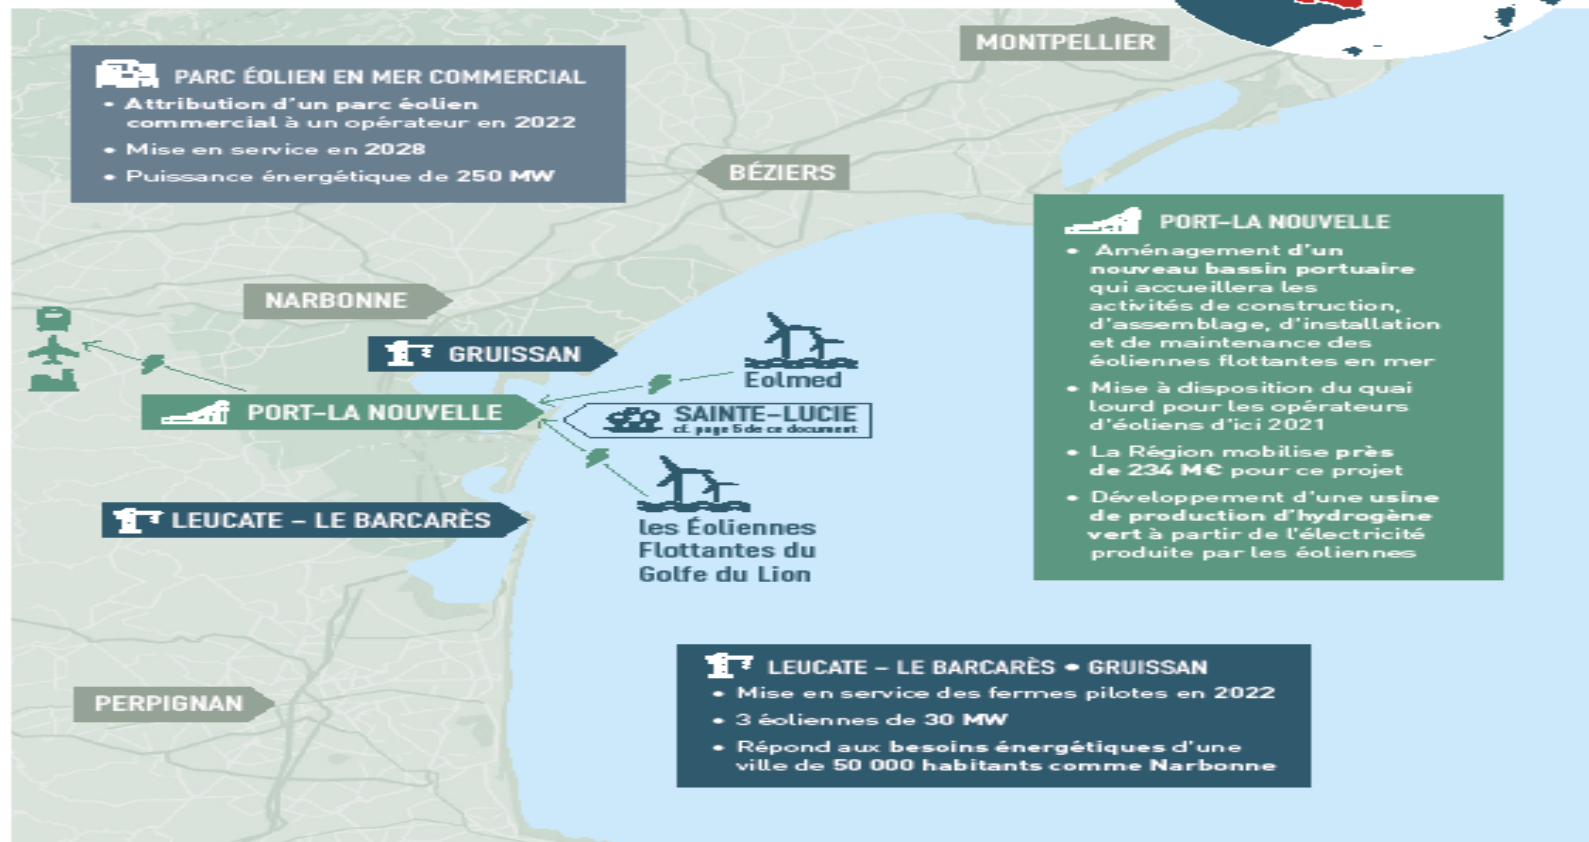 MONTPELLIER
PARC ÉOLIEN EN MER COMMERCIAL
• Attribution d'un parc éolien
commercial à un opérateur en 2022
• Mise en service en 2028
• Puissance énergétique de 250 MW
BÉZIERS
PORT-LA NOUVELLE
• Aménagement d'un
nouveau bassin portuaire
qui accueillera les
activités de construction,
d'assemblage, d'installation
et de maintenance des
éoliennes flottantes en mer
• Mise à disposition du quai
lourd pour les opérateurs
d'éoliens d'ici 2021
• La Région mobilise près
de 234 M€ pour ce projet
• Développement d'une usine
de production d'hydrogène
vert à partir de l'électricité
produite par les éoliennes
NARBONNE
GRUISSAN
Eolmed
PORT-LA NOUVELLE
SAINTE-LUCIE
cf. page 5 de ce document
LEUCATE – LE BARCARÈS
les Éoliennes
Flottantes du
Golfe du Lion
LEUCATE – LE BARCARÈS • GRUISSAN
• Mise en service des fermes pilotes en 2022
• 3 éoliennes de 30 MW
• Répond aux besoins énergétiques d'une
ville de 50 000 habitants comme Narbonne
PERPIGNAN